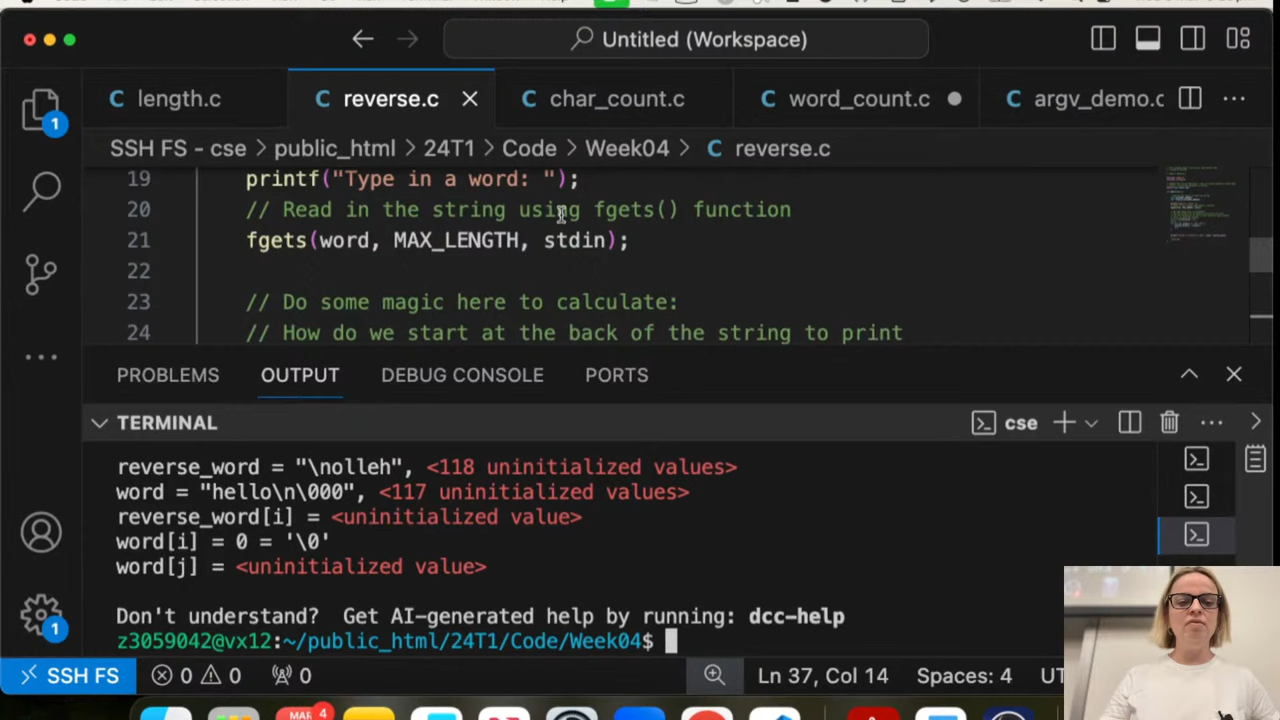 Untitled (Workspace)
length.c
reverse.c
char_count.c
word_count.c
argv_demo.c
1
SSH FS - cse > public_html > 24T1 > Code > Week04 > C reverse.c
19 printf("Type in a word: ");
20 // Read in the string using fgets() function
21 fgets(word, MAX_LENGTH, stdin);
22
23 // Do some magic here to calculate:
24 // How do we start at the back of the string to print
PROBLEMS OUTPUT DEBUG CONSOLE PORTS
TERMINAL
cse
reverse_word = "\nolleh", <118 uninitialized values>
word = "hello\n\000", <117 uninitialized values>
reverse_word[i] = <uninitialized value>
word[i] = 0 = '\0'
word[j] = <uninitialized value>
Don't understand? Get AI-generated help by running: dcc-help
z3059042@vx12:~/public_html/24T1/Code/Week04$
1
SSH FS 0 0 0 Ln 37, Col 14 Spaces: 4 UT
MAR 4